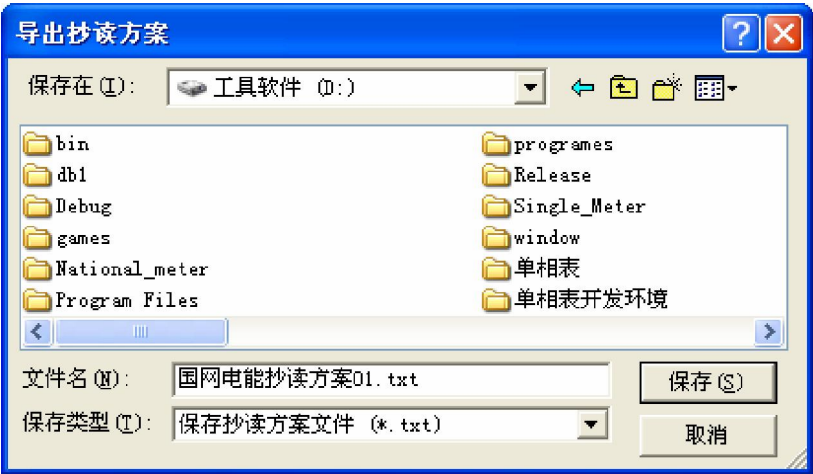 导出抄读方案
保存在(I): 工具软件 (D:)
bin
db1
Debug
games
National_meter
Program Files
programes
Release
Single_Meter
window
单相表
单相表开发环境
文件名(N): 国网电能抄读方案01.txt
保存(S)
保存类型(T): 保存抄读方案文件 (*.txt)
取消